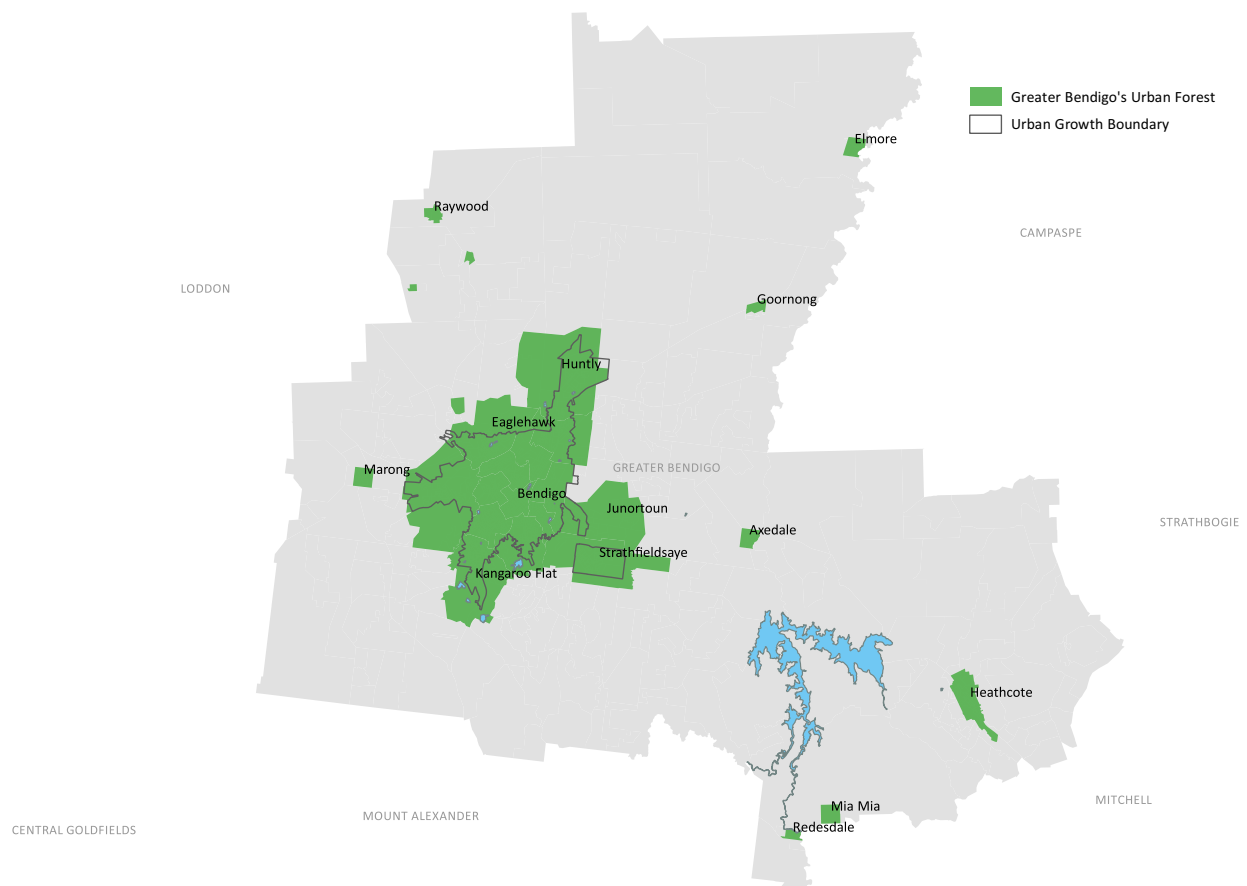 Greater Bendigo's Urban Forest
Urban Growth Boundary
Elmore
Raywood
CAMPASPE
LODDON
Goornong
Huntly
Eaglehawk
Marong
GREATER BENDIGO
Bendigo
Junortoun
STRATHBOGIE
Axedale
Strathfieldsaye
Kangaroo Flat
Heathcote
MITCHELL
Mia Mia
MOUNT ALEXANDER
Redesdale
CENTRAL GOLDFIELDS